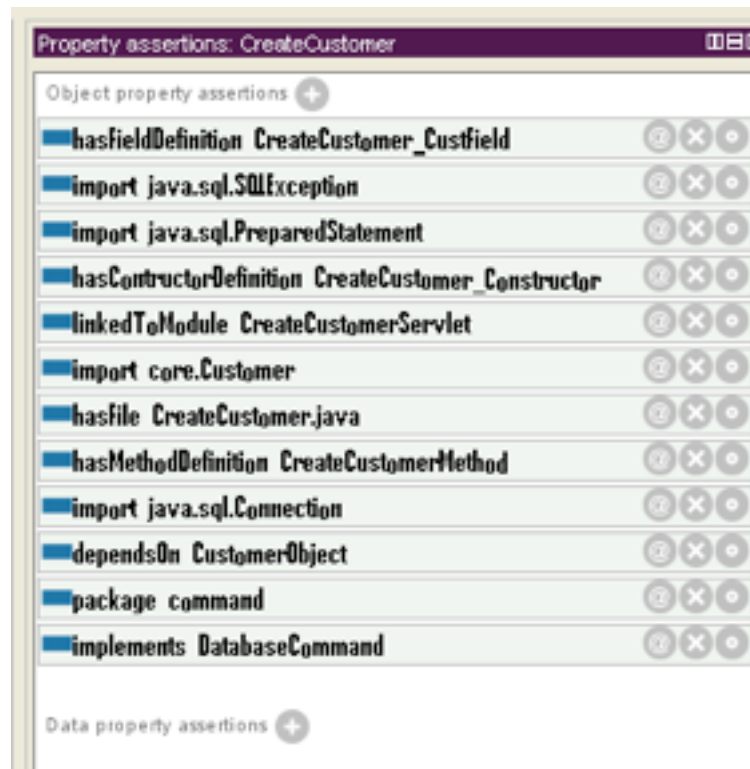 Property assertions: CreateCustomer
Object property assertions
hasFieldDefinition CreateCustomer_CustField
import java.sql.SQLException
import java.sql.PreparedStatement
hasContructorDefinition CreateCustomer_Constructor
linkedToModule CreateCustomerServlet
import core.Customer
hasFile CreateCustomer.java
hasMethodDefinition CreateCustomerMethod
import java.sql.Connection
dependsOn CustomerObject
package command
implements DatabaseCommand
Data property assertions